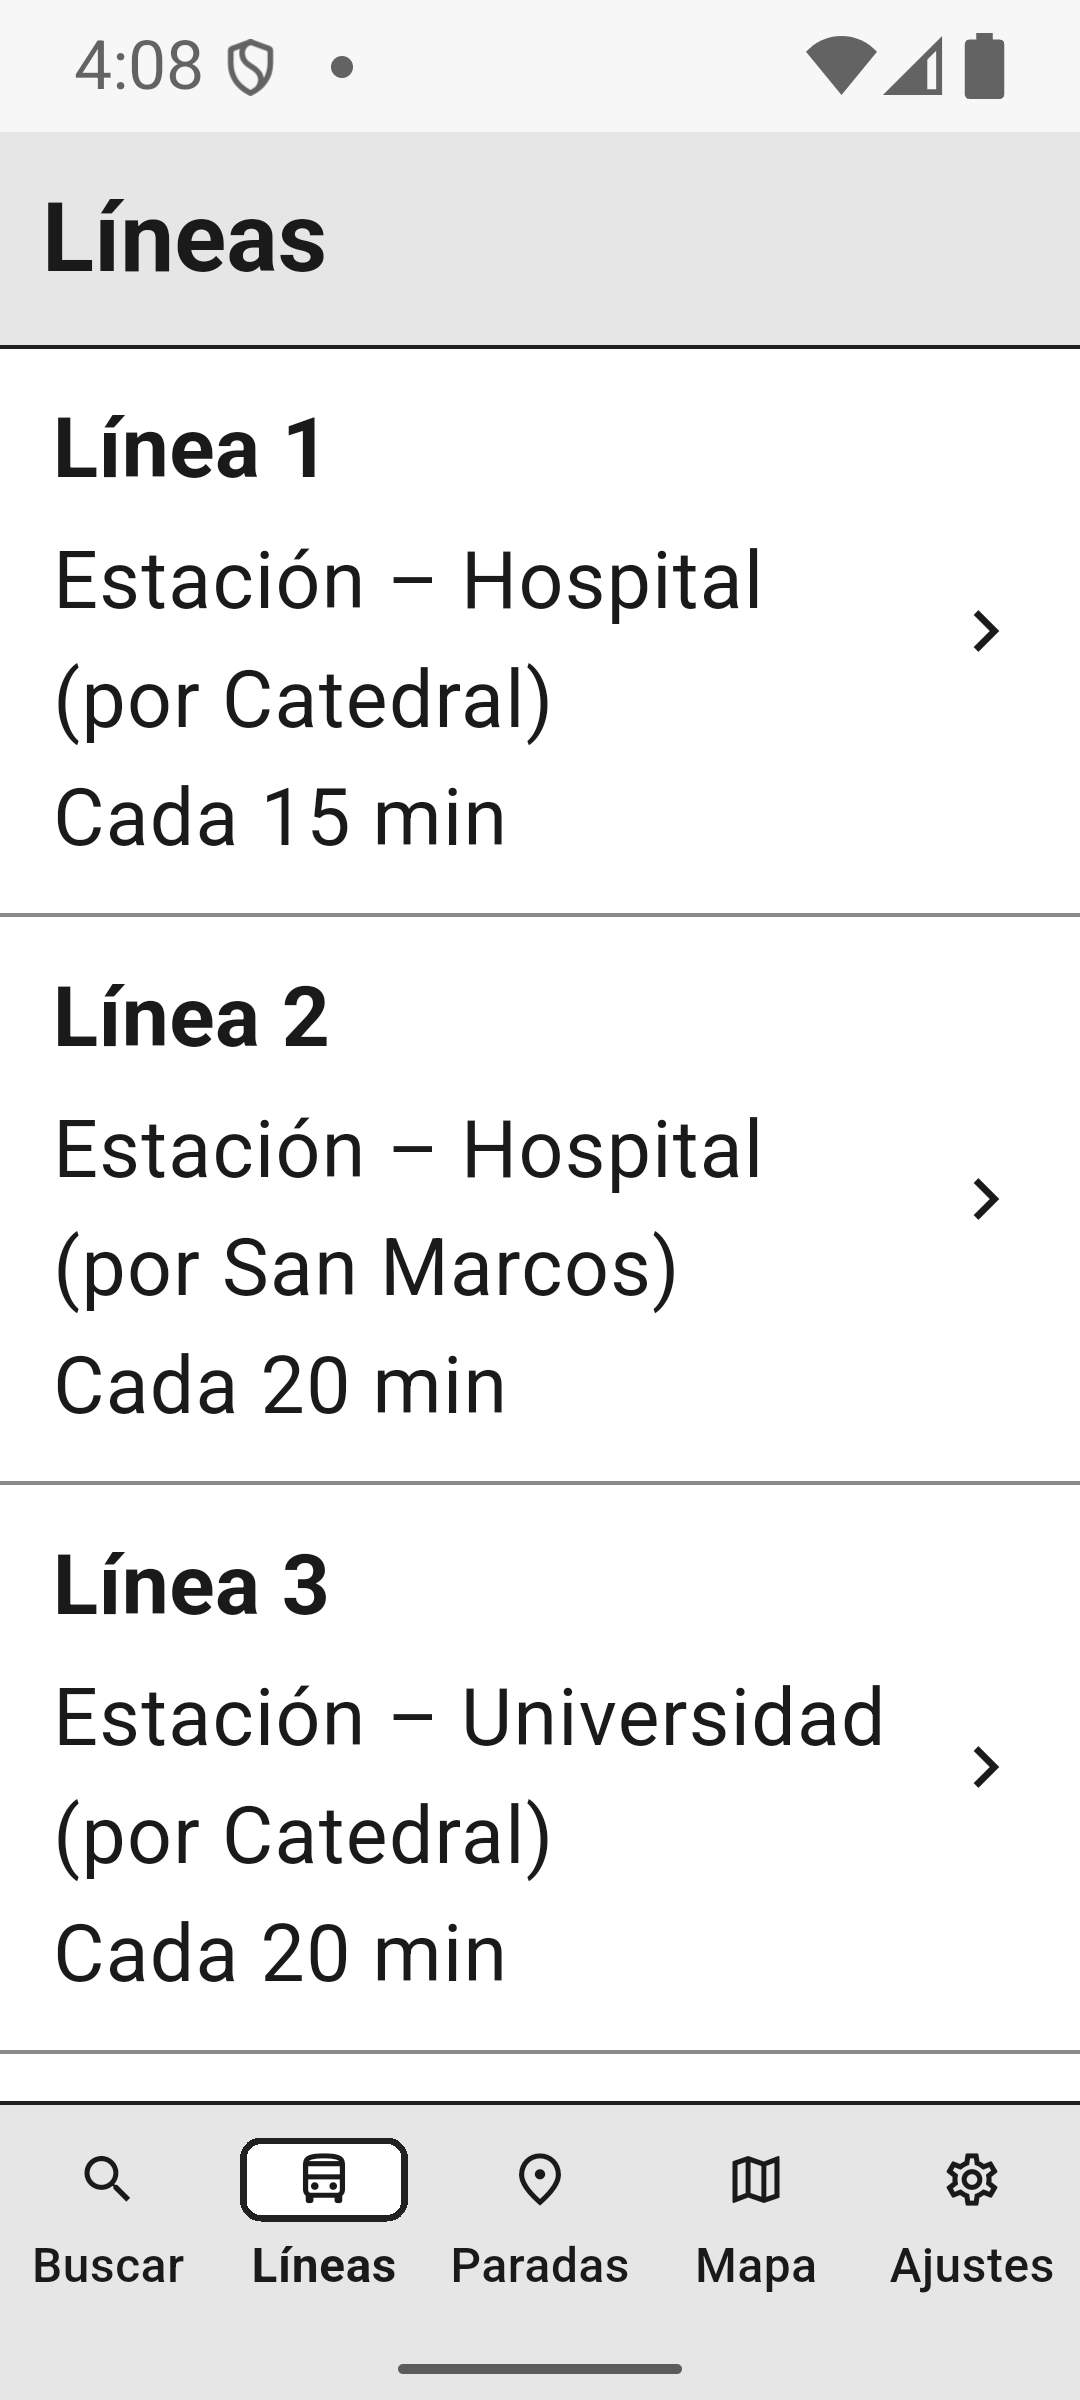 4:08
Líneas
Línea 1
Estación – Hospital
(por Catedral)
Cada 15 min
Línea 2
Estación – Hospital
(por San Marcos)
Cada 20 min
Línea 3
Estación – Universidad
(por Catedral)
Cada 20 min
Buscar Líneas Paradas Mapa Ajustes